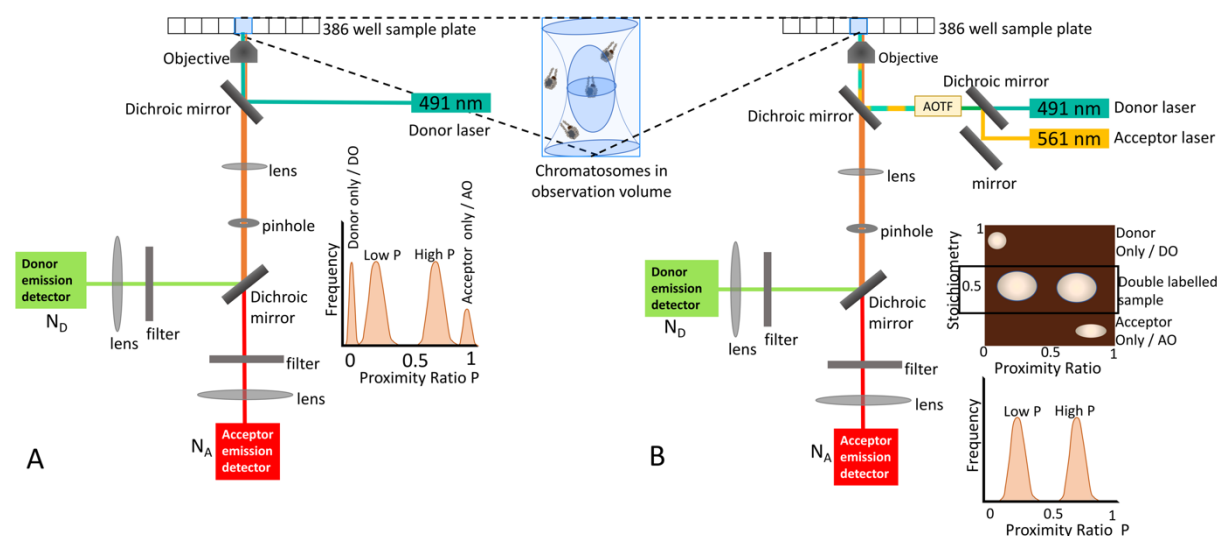 386 well sample plate
Objective
Dichroic mirror
491 nm
Donor laser
lens
pinhole
Donor
emission
detector
N_D
lens
filter
Dichroic
mirror
filter
lens
N_A
Acceptor
emission
detector
A
Donor only / DO
Low P
High P
Acceptor only / AO
Frequency
0
0.5
1
Proximity Ratio P
Chromatosomes in
observation volume
386 well sample plate
Objective
Dichroic mirror
Dichroic mirror
AOTF
491 nm
Donor laser
561 nm
Acceptor laser
mirror
lens
pinhole
Donor
emission
detector
N_D
lens
filter
Dichroic
mirror
filter
lens
N_A
Acceptor
emission
detector
B
Stoichiometry
1
0.5
0
0.5
1
Proximity Ratio
Donor
Only / DO
Double labelled
sample
Acceptor
Only / AO
Frequency
Low P
High P
0
0.5
1
Proximity Ratio P